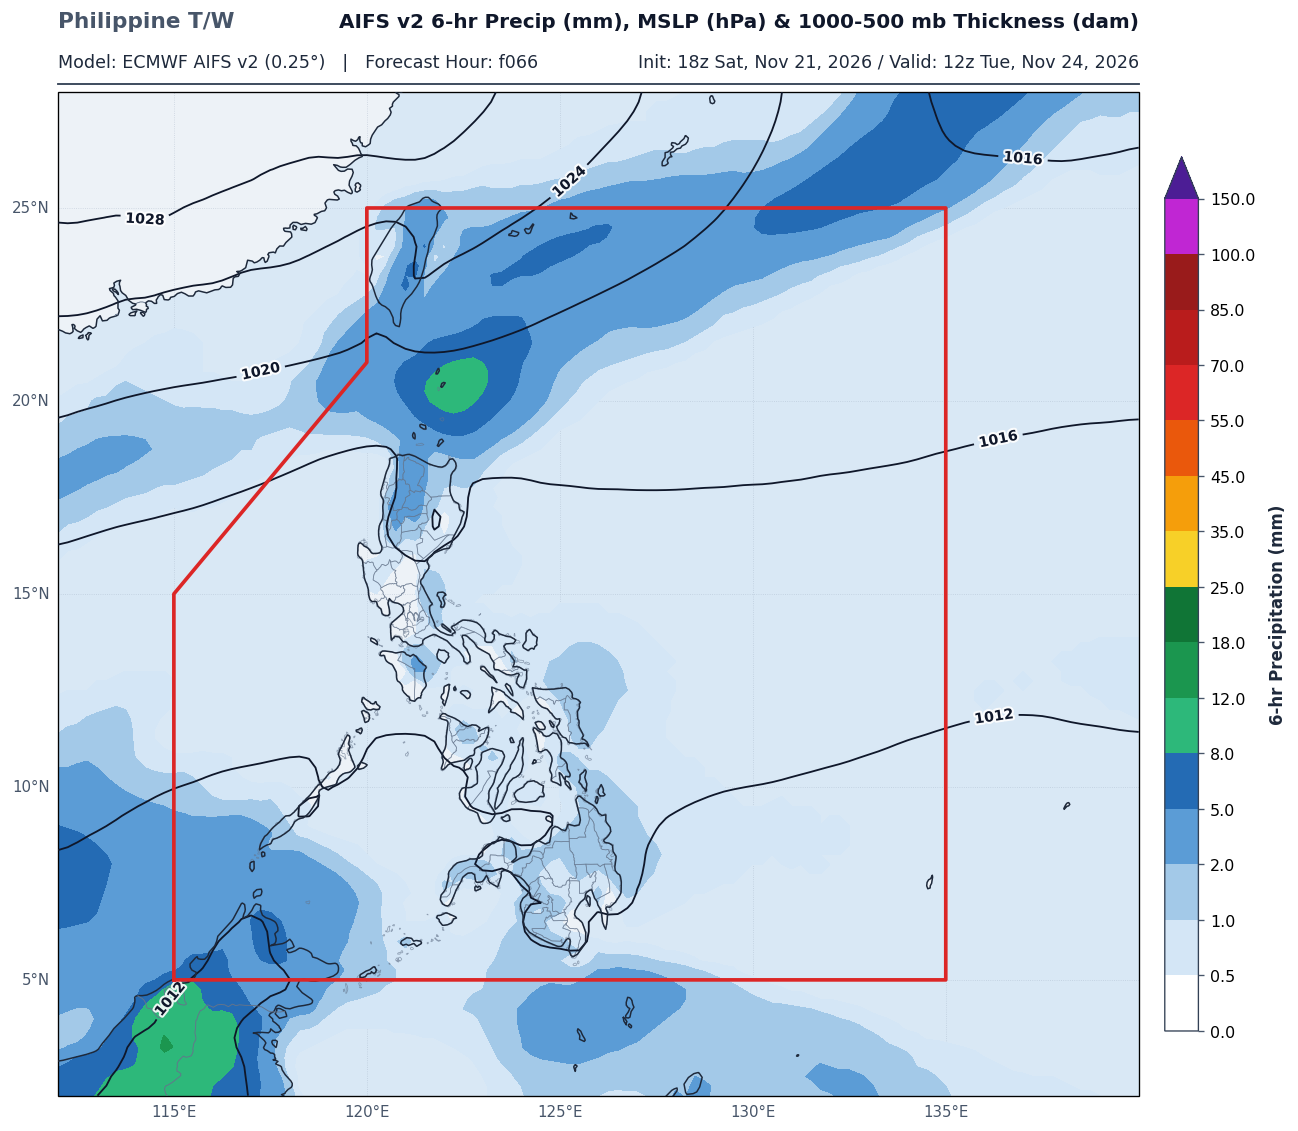 Philippine T/W
AIFS v2 6-hr Precip (mm), MSLP (hPa) & 1000-500 mb Thickness (dam)
Model: ECMWF AIFS v2 (0.25°) | Forecast Hour: f066
Init: 18z Sat, Nov 21, 2026 / Valid: 12z Tue, Nov 24, 2026
1028
1024
1016
1020
1016
1012
1012
25°N
20°N
15°N
10°N
5°N
115°E
120°E
125°E
130°E
135°E
150.0
100.0
85.0
70.0
55.0
45.0
35.0
25.0
18.0
12.0
8.0
5.0
2.0
1.0
0.5
0.0
6-hr Precipitation (mm)